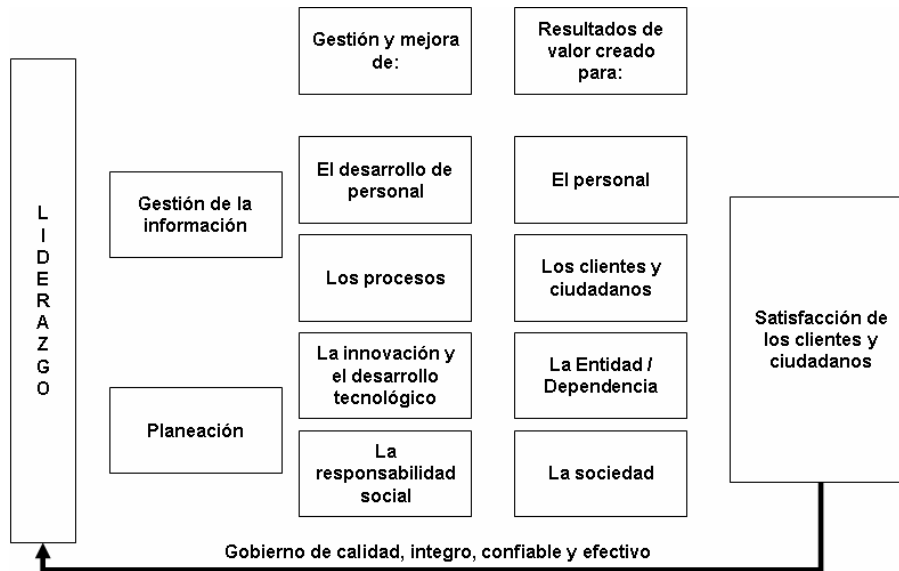 Gestión y mejora
de:
Resultados de
valor creado
para:
LIDERAZGO
Gestión de la
información
Planeación
El desarrollo de
personal
Los procesos
La innovación y
el desarrollo
tecnológico
La
responsabilidad
social
El personal
Los clientes y
ciudadanos
La Entidad /
Dependencia
La sociedad
Satisfacción de
los clientes y
ciudadanos
Gobierno de calidad, integro, confiable y efectivo